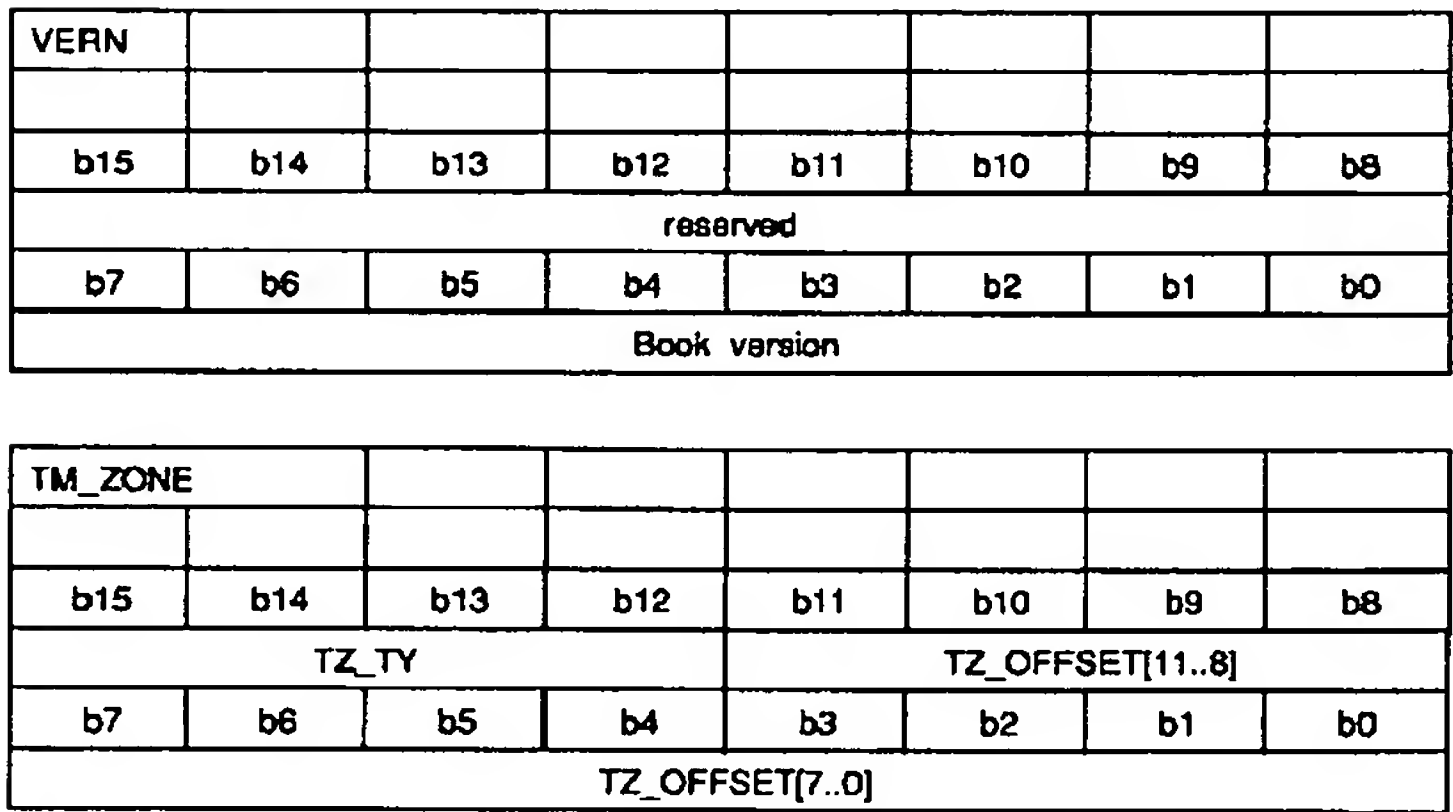 VERN
b15 b14 b13 b12 b11 b10 b9 b8
reserved
b7 b6 b5 b4 b3 b2 b1 b0
Book version
TM_ZONE
b15 b14 b13 b12 b11 b10 b9 b8
TZ_TY TZ_OFFSET[11..8]
b7 b6 b5 b4 b3 b2 b1 b0
TZ_OFFSET[7..0]